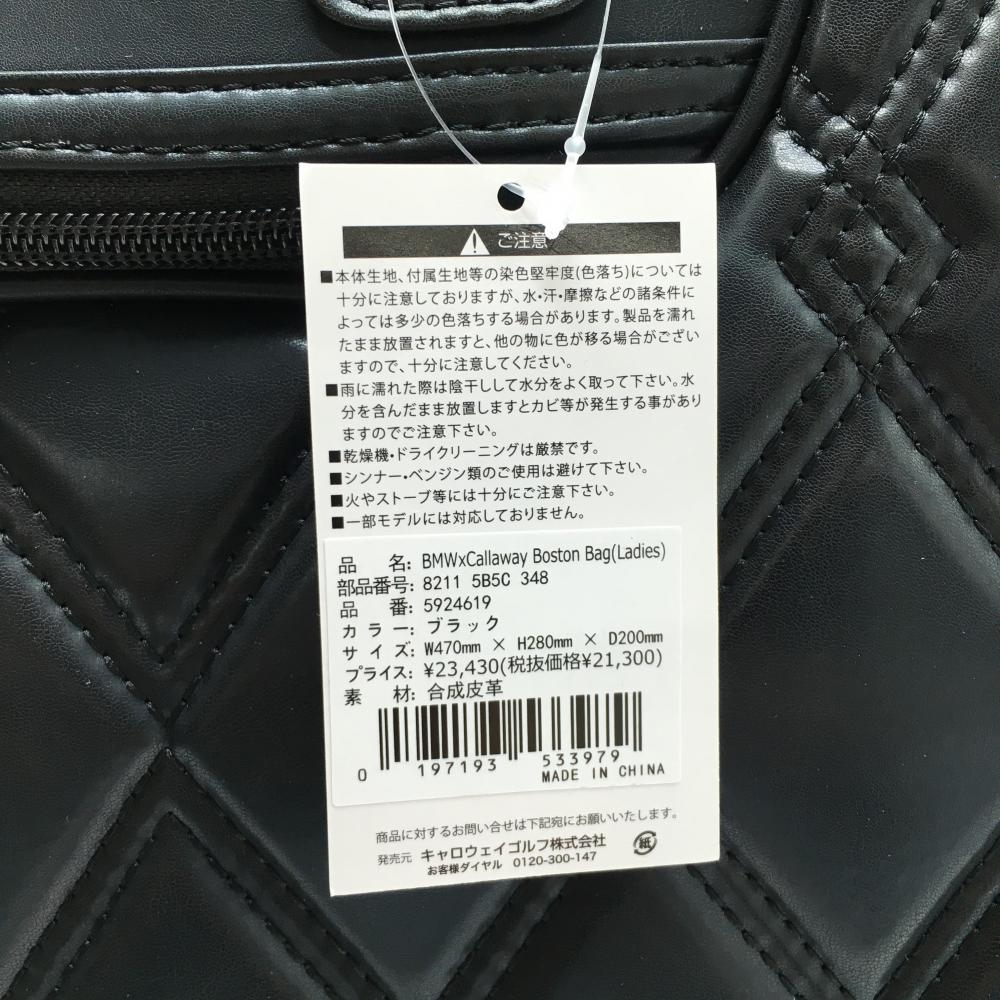 ご注意
■本体生地、付属生地等の染色堅牢度(色落ち)については
十分に注意しておりますが、水・汗・摩擦などの諸条件に
よっては多少の色落ちする場合があります。製品を濡れ
たまま放置されますと、他の物に色が移る場合がござい
ますので、十分に注意してください。
■雨に濡れた際は陰干しして水分をよく取って下さい。水
分を含んだまま放置しますとカビ等が発生する事があり
ますのでご注意下さい。
■乾燥機・ドライクリーニングは厳禁です。
■シンナー・ベンジン類のご使用は避けて下さい。
■火やストーブ等には十分にご注意下さい。
■一部モデルには対応しておりません。
品 名: BMWxCallaway Boston Bag(Ladies)
部品番号: 8211 5B5C 348
品 番: 5924619
カラー: ブラック
サイズ: W470mm × H280mm × D200mm
プライス: ¥23,430(税抜価格¥21,300)
素 材: 合成皮革
0 197193 533979
MADE IN CHINA
商品に対するお問い合せは下記宛にお願いいたします。
発売元 キャロウェイゴルフ株式会社
お客様ダイヤル 0120-300-147
紙